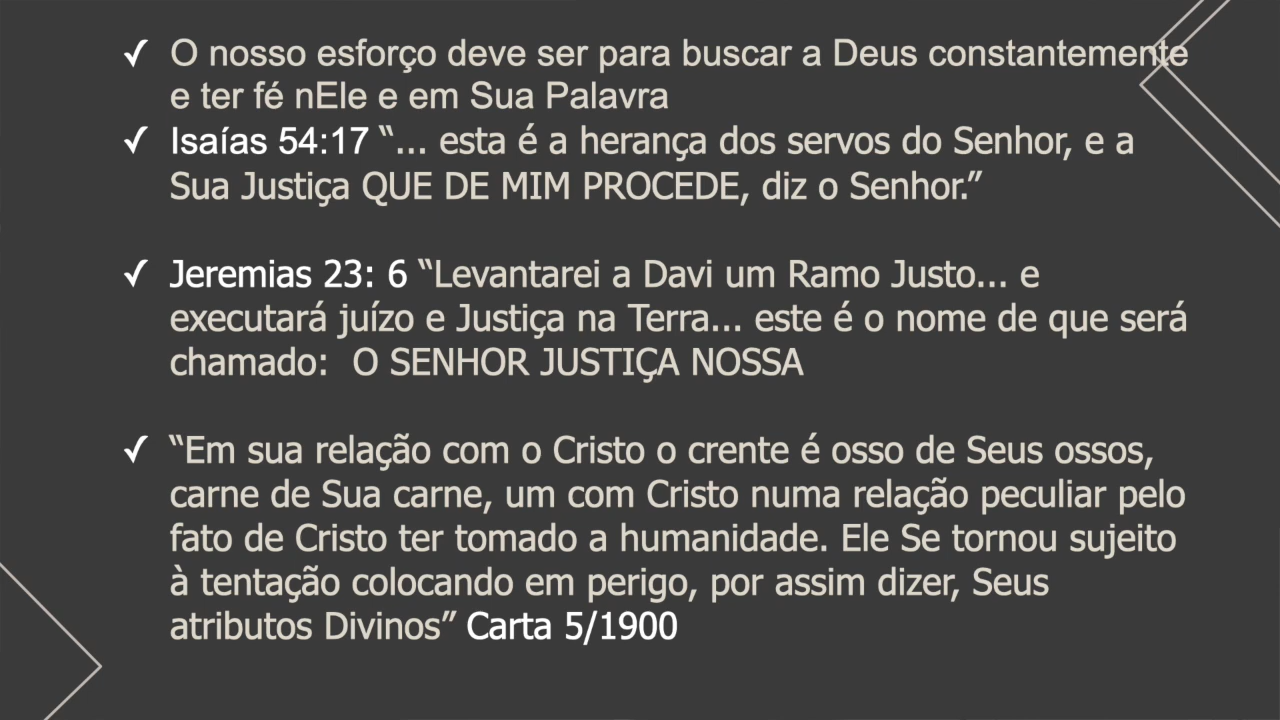 ✓ O nosso esforço deve ser para buscar a Deus constantemente
e ter fé nEle e em Sua Palavra
✓ Isaías 54:17 “... esta é a herança dos servos do Senhor, e a
Sua Justiça QUE DE MIM PROCEDE, diz o Senhor.”
✓ Jeremias 23: 6 “Levantarei a Davi um Ramo Justo... e
executará juízo e Justiça na Terra... este é o nome de que será
chamado:  O SENHOR JUSTIÇA NOSSA
✓ “Em sua relação com o Cristo o crente é osso de Seus ossos,
carne de Sua carne, um com Cristo numa relação peculiar pelo
fato de Cristo ter tomado a humanidade. Ele Se tornou sujeito
à tentação colocando em perigo, por assim dizer, Seus
atributos Divinos” Carta 5/1900